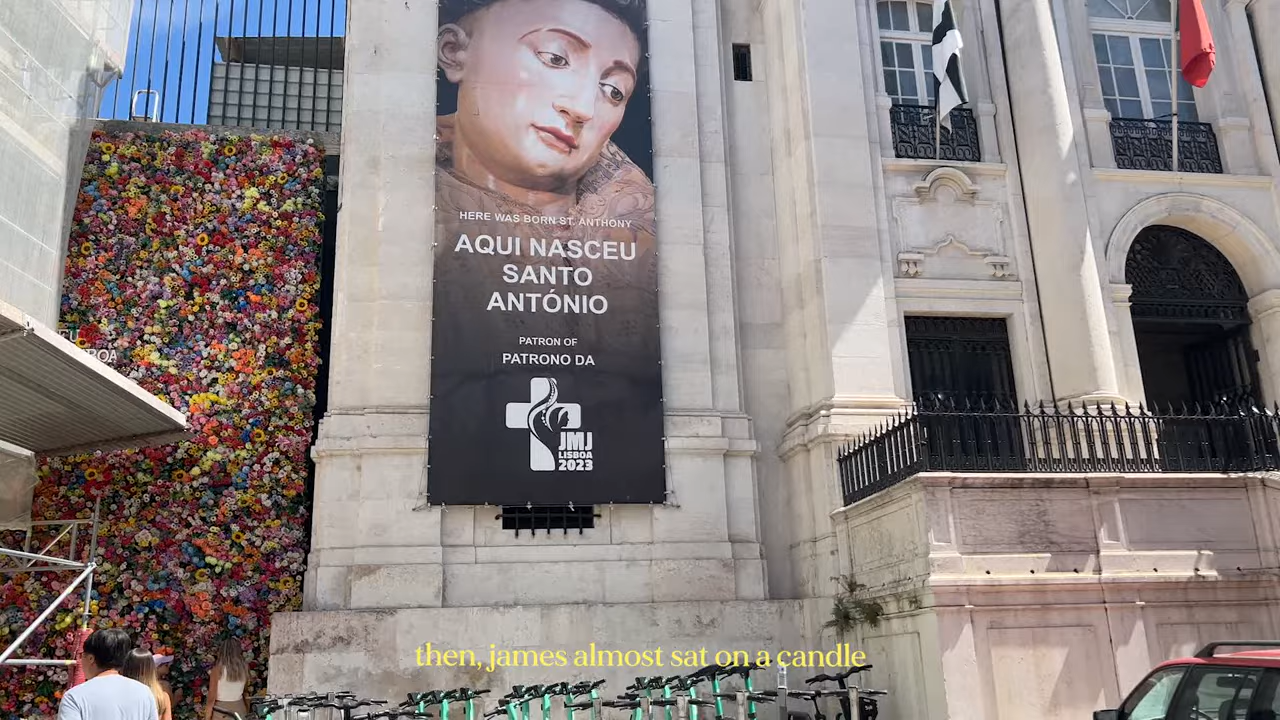 HERE WAS BORN ST. ANTHONY
AQUI NASCEU
SANTO
ANTÓNIO
PATRON OF
PATRONO DA
JMJ
LISBOA
2023
then, james almost sat on a candle